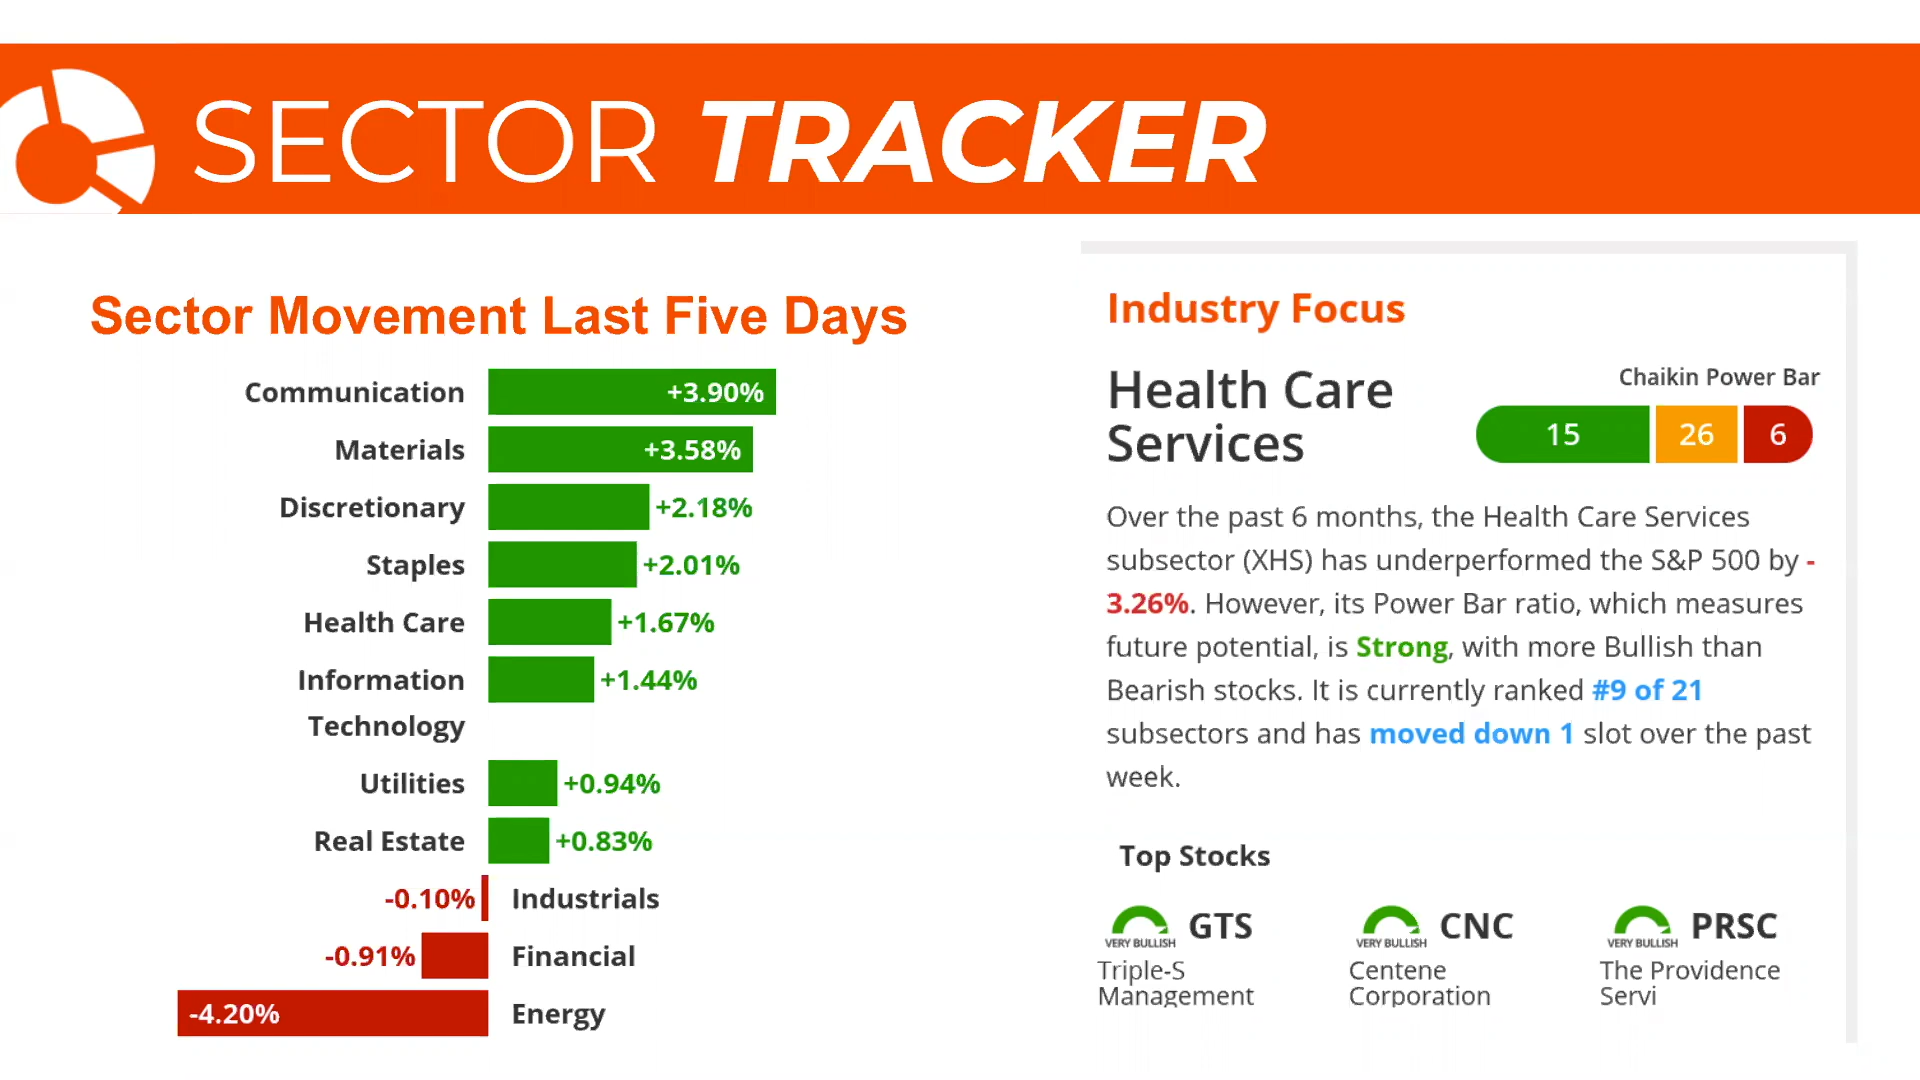 SECTOR TRACKER
Sector Movement Last Five Days
Communication +3.90%
Materials +3.58%
Discretionary +2.18%
Staples +2.01%
Health Care +1.67%
Information +1.44%
Technology
Utilities +0.94%
Real Estate +0.83%
-0.10% Industrials
-0.91% Financial
-4.20% Energy
Industry Focus
Health Care
Services
Chaikin Power Bar
15 26 6
Over the past 6 months, the Health Care Services
subsector (XHS) has underperformed the S&P 500 by -
3.26%. However, its Power Bar ratio, which measures
future potential, is Strong, with more Bullish than
Bearish stocks. It is currently ranked #9 of 21
subsectors and has moved down 1 slot over the past
week.
Top Stocks
VERY BULLISH GTS
Triple-S
Management
VERY BULLISH CNC
Centene
Corporation
VERY BULLISH PRSC
The Providence
Servi